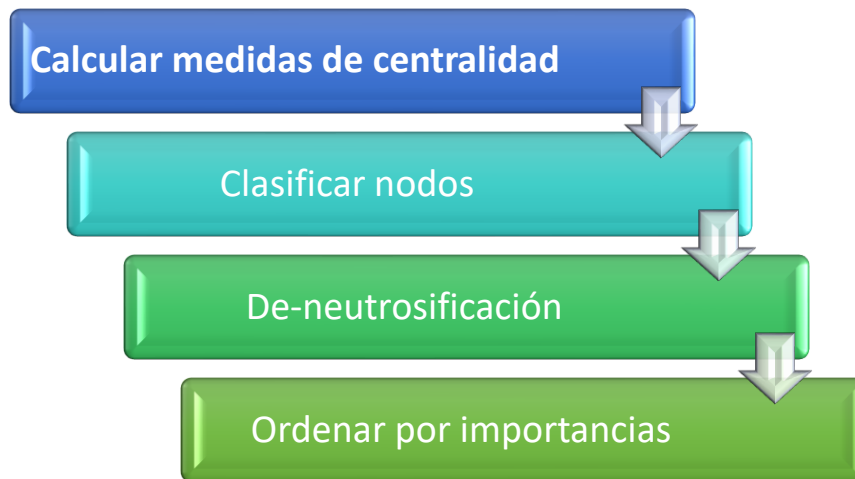 Calcular medidas de centralidad
Clasificar nodos
De-neutrosificación
Ordenar por importancias